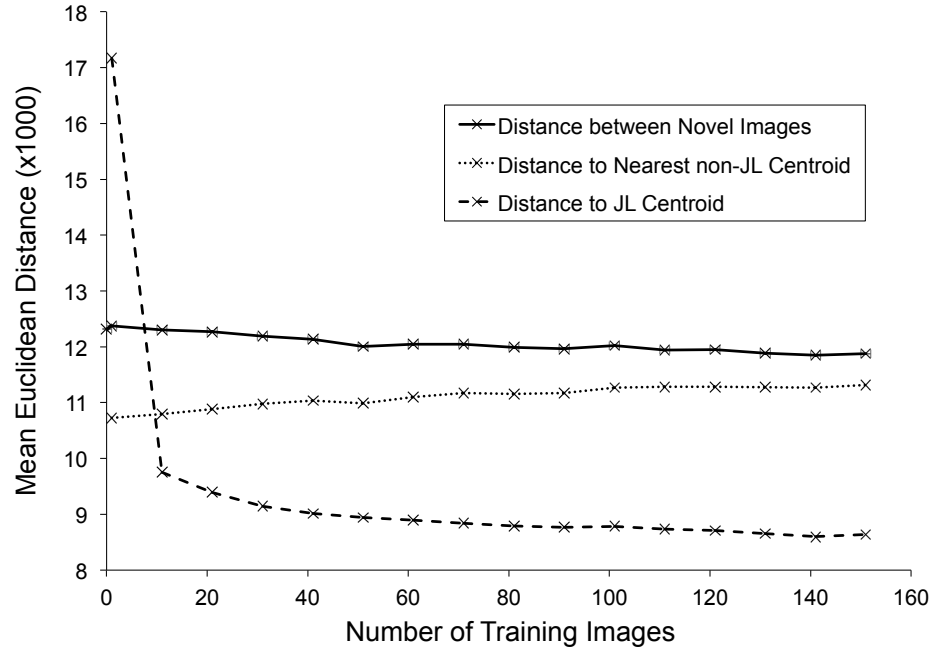 18
17
16
15
14
13
12
11
10
9
8
Mean Euclidean Distance (x1000)
Distance between Novel Images
Distance to Nearest non-JL Centroid
Distance to JL Centroid
0 20 40 60 80 100 120 140 160
Number of Training Images